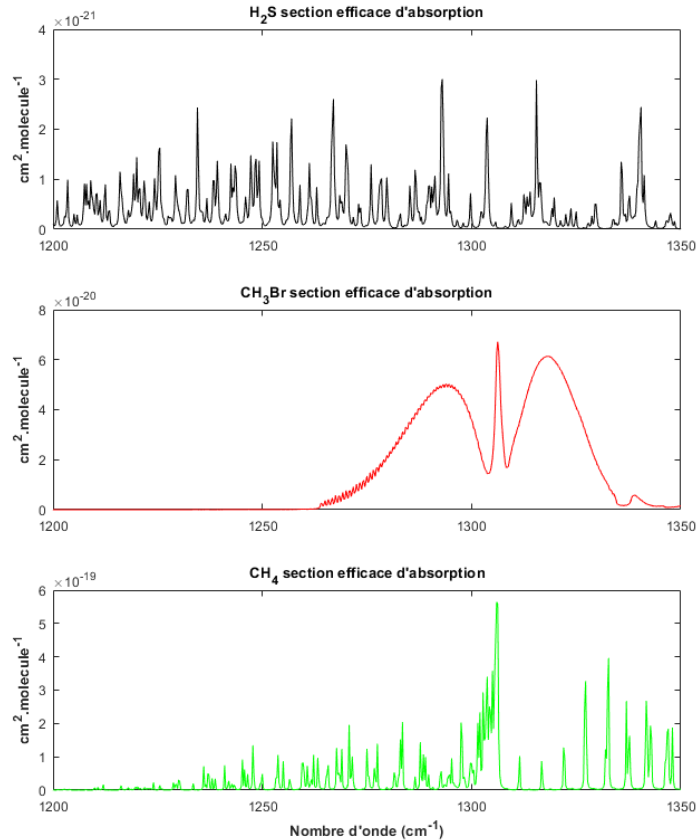 H2S section efficace d'absorption
×10-21
4
3
2
1
0
cm2.molecule-1
1200 1250 1300 1350
CH3Br section efficace d'absorption
×10-20
8
6
4
2
0
cm2.molecule-1
1200 1250 1300 1350
CH4 section efficace d'absorption
×10-19
6
5
4
3
2
1
0
cm2.molecule-1
1200 1250 1300 1350
Nombre d'onde (cm-1)